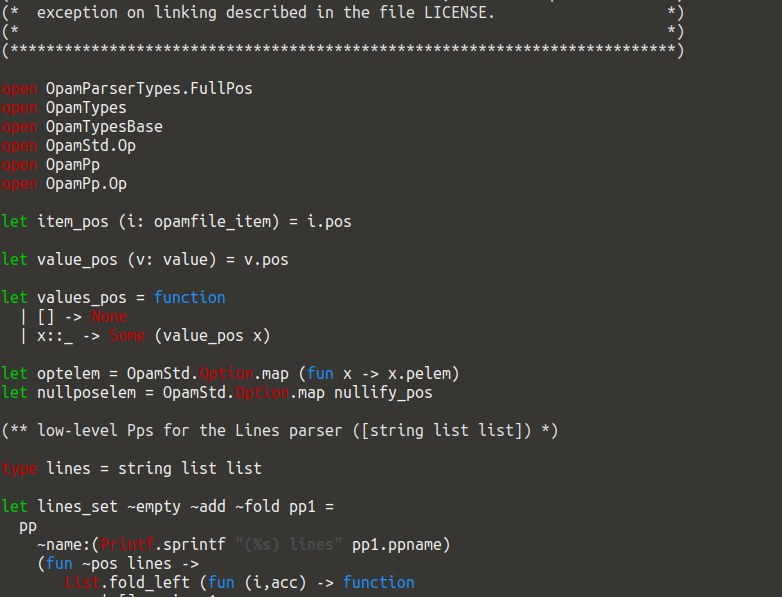 (*  exception on linking described in the file LICENSE.                   *)
(*                                                                        *)
(**************************************************************************)

open OpamParserTypes.FullPos
open OpamTypes
open OpamTypesBase
open OpamStd.Op
open OpamPp
open OpamPp.Op

let item_pos (i: opamfile_item) = i.pos

let value_pos (v: value) = v.pos

let values_pos = function
  | [] -> None
  | x::_ -> Some (value_pos x)

let optelem = OpamStd.Option.map (fun x -> x.pelem)
let nullposelem = OpamStd.Option.map nullify_pos

(** low-level Pps for the Lines parser ([string list list]) *)

type lines = string list list

let lines_set ~empty ~add ~fold pp1 =
  pp
    ~name:(Printf.sprintf "(%s) lines" pp1.ppname)
    (fun ~pos lines ->
       List.fold_left (fun (i,acc) -> function